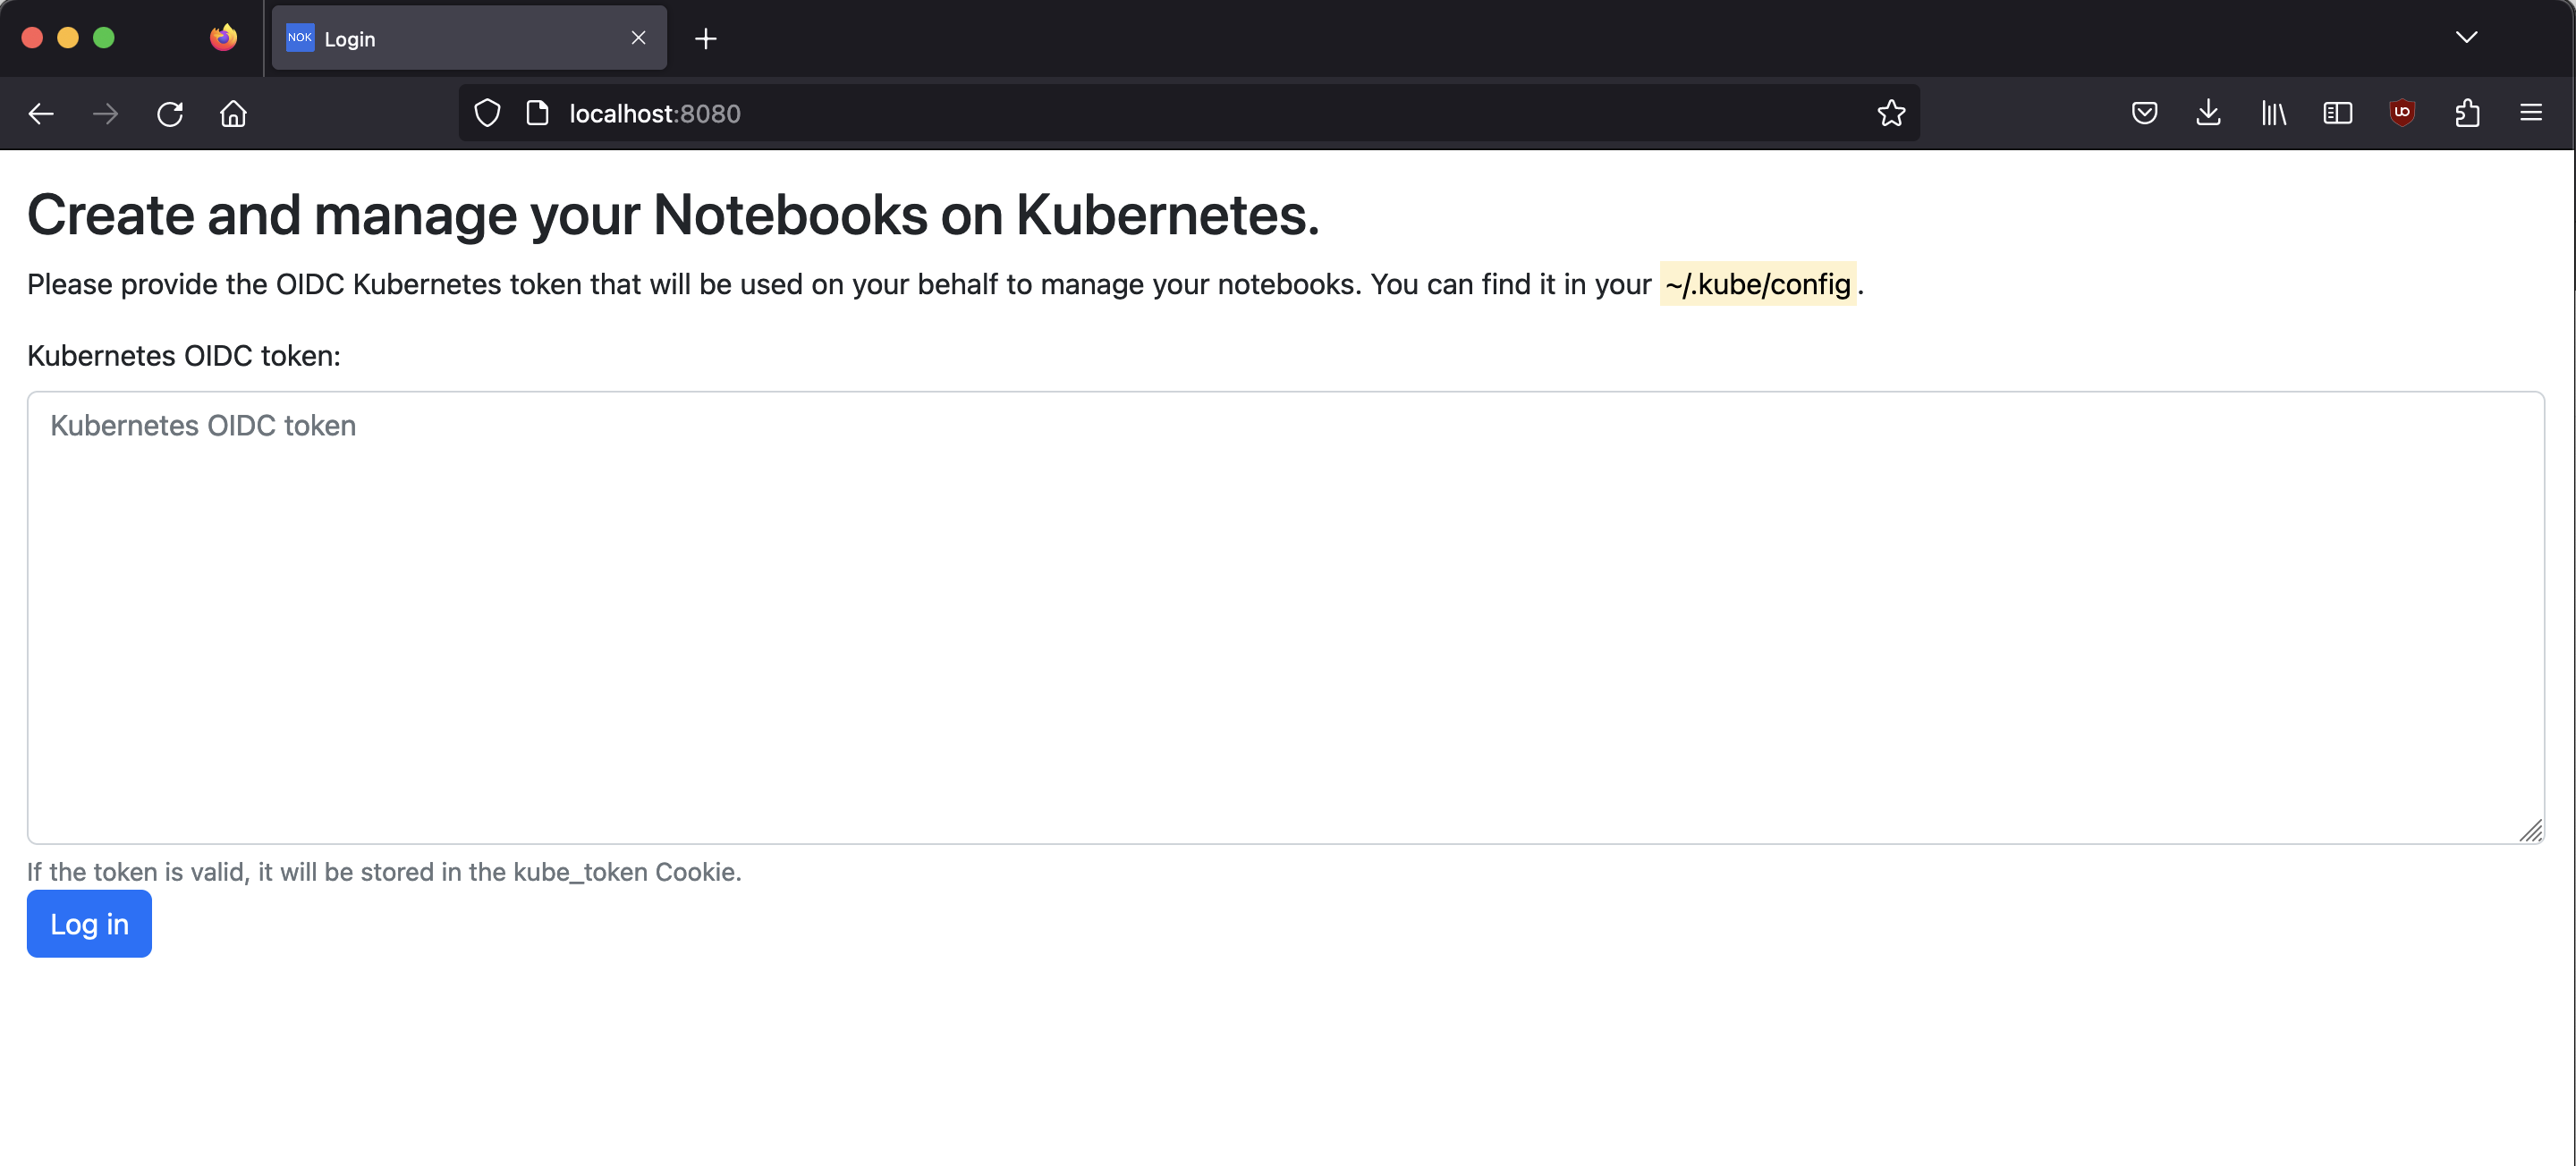 NOK Login
localhost:8080
Create and manage your Notebooks on Kubernetes.
Please provide the OIDC Kubernetes token that will be used on your behalf to manage your notebooks. You can find it in your ~/.kube/config.
Kubernetes OIDC token:
Kubernetes OIDC token
If the token is valid, it will be stored in the kube_token Cookie.
Log in